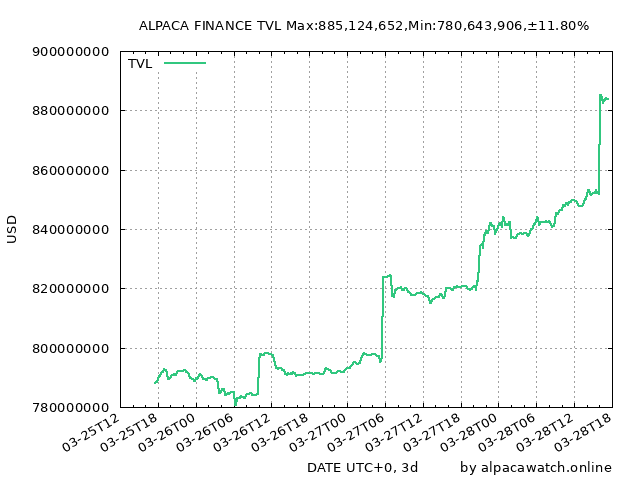 ALPACA FINANCE TVL Max:885,124,652,Min:780,643,906,±11.80%
900000000
TVL
880000000
860000000
840000000
USD
820000000
800000000
780000000
03-25T12
03-25T18
03-26T00
03-26T06
03-26T12
03-26T18
03-27T00
03-27T06
03-27T12
03-27T18
03-28T00
03-28T06
03-28T12
03-28T18
DATE UTC+0, 3d
by alpacawatch.online